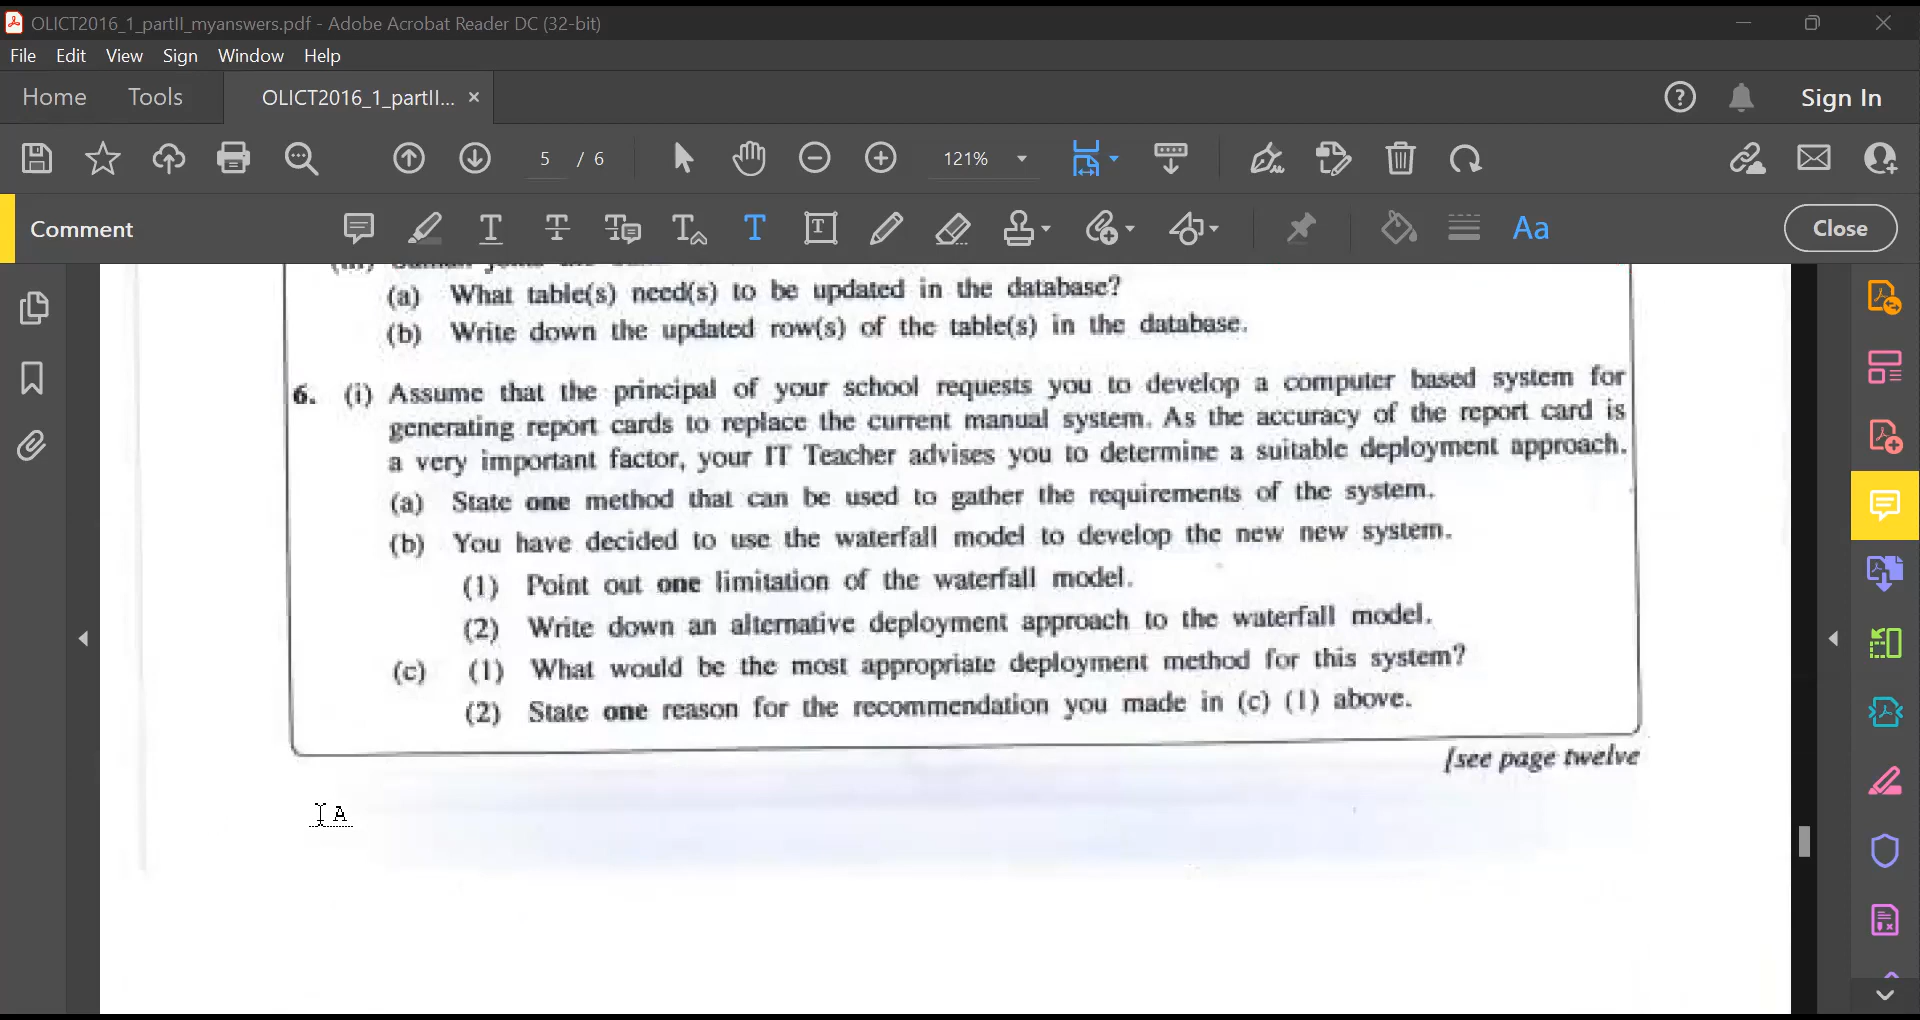 OLICT2016_1_partII_myanswers.pdf - Adobe Acrobat Reader DC (32-bit)
File Edit View Sign Window Help
Home Tools OLICT2016_1_partII... × Sign In
5 / 6 121%
Comment Aa Close
(a) What table(s) need(s) to be updated in the database?
(b) Write down the updated row(s) of the table(s) in the database.
6. (i) Assume that the principal of your school requests you to develop a computer based system for
generating report cards to replace the current manual system. As the accuracy of the report card is
a very important factor, your IT Teacher advises you to determine a suitable deployment approach.
(a) State one method that can be used to gather the requirements of the system.
(b) You have decided to use the waterfall model to develop the new new system.
(1) Point out one limitation of the waterfall model.
(2) Write down an alternative deployment approach to the waterfall model.
(c) (1) What would be the most appropriate deployment method for this system?
(2) State one reason for the recommendation you made in (c) (1) above.
[see page twelve